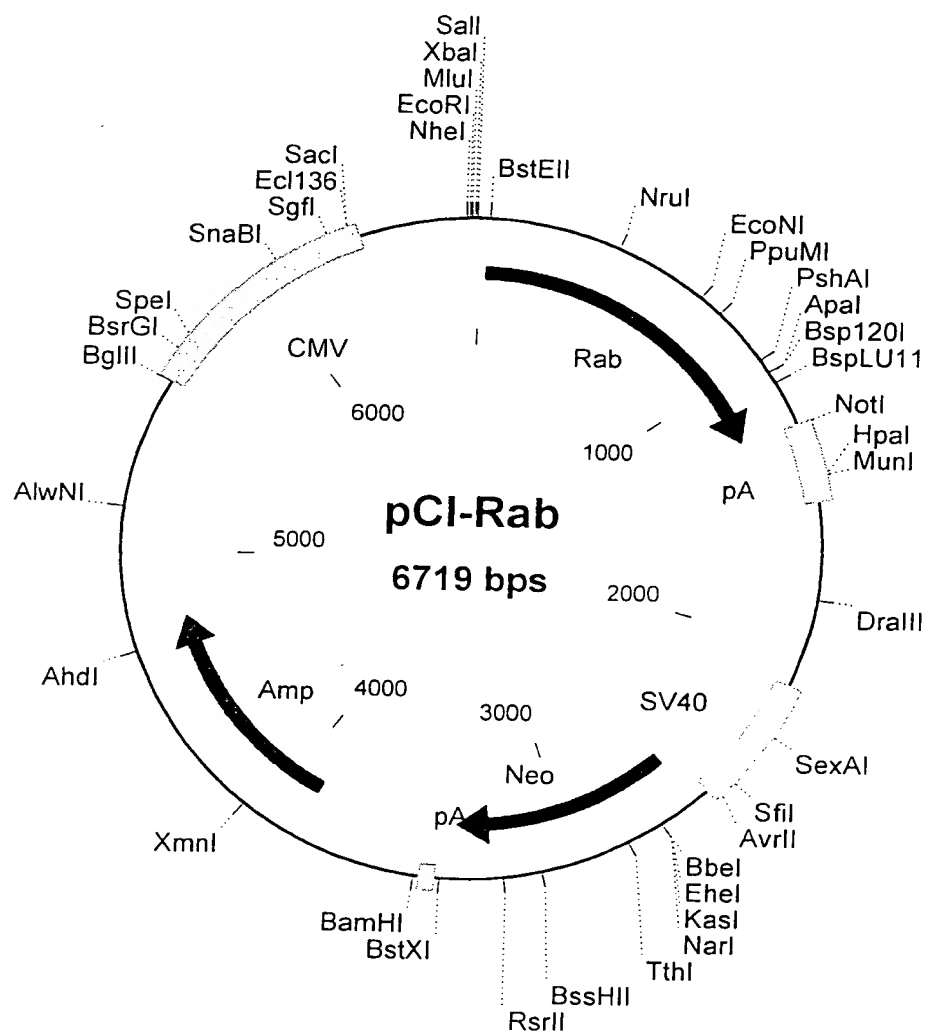 SalI
XbaI
MluI
EcoRI
NheI
BstEII
NruI
EcoNI
PpuMI
PshAI
ApaI
Bsp120I
BspLU11
NotI
HpaI
MunI
DraIII
SexAI
SfiI
AvrII
BbeI
EheI
KasI
NarI
TthI
BssHII
RsrII
BstXI
BamHI
XmnI
AhdI
AlwNI
BglII
BsrGI
SpeI
SnaBI
SgfI
Ecl136
SacI
CMV
Rab
6000
1000
pA
pCI-Rab
5000
6719 bps
2000
SV40
Amp
4000
3000
Neo
pA